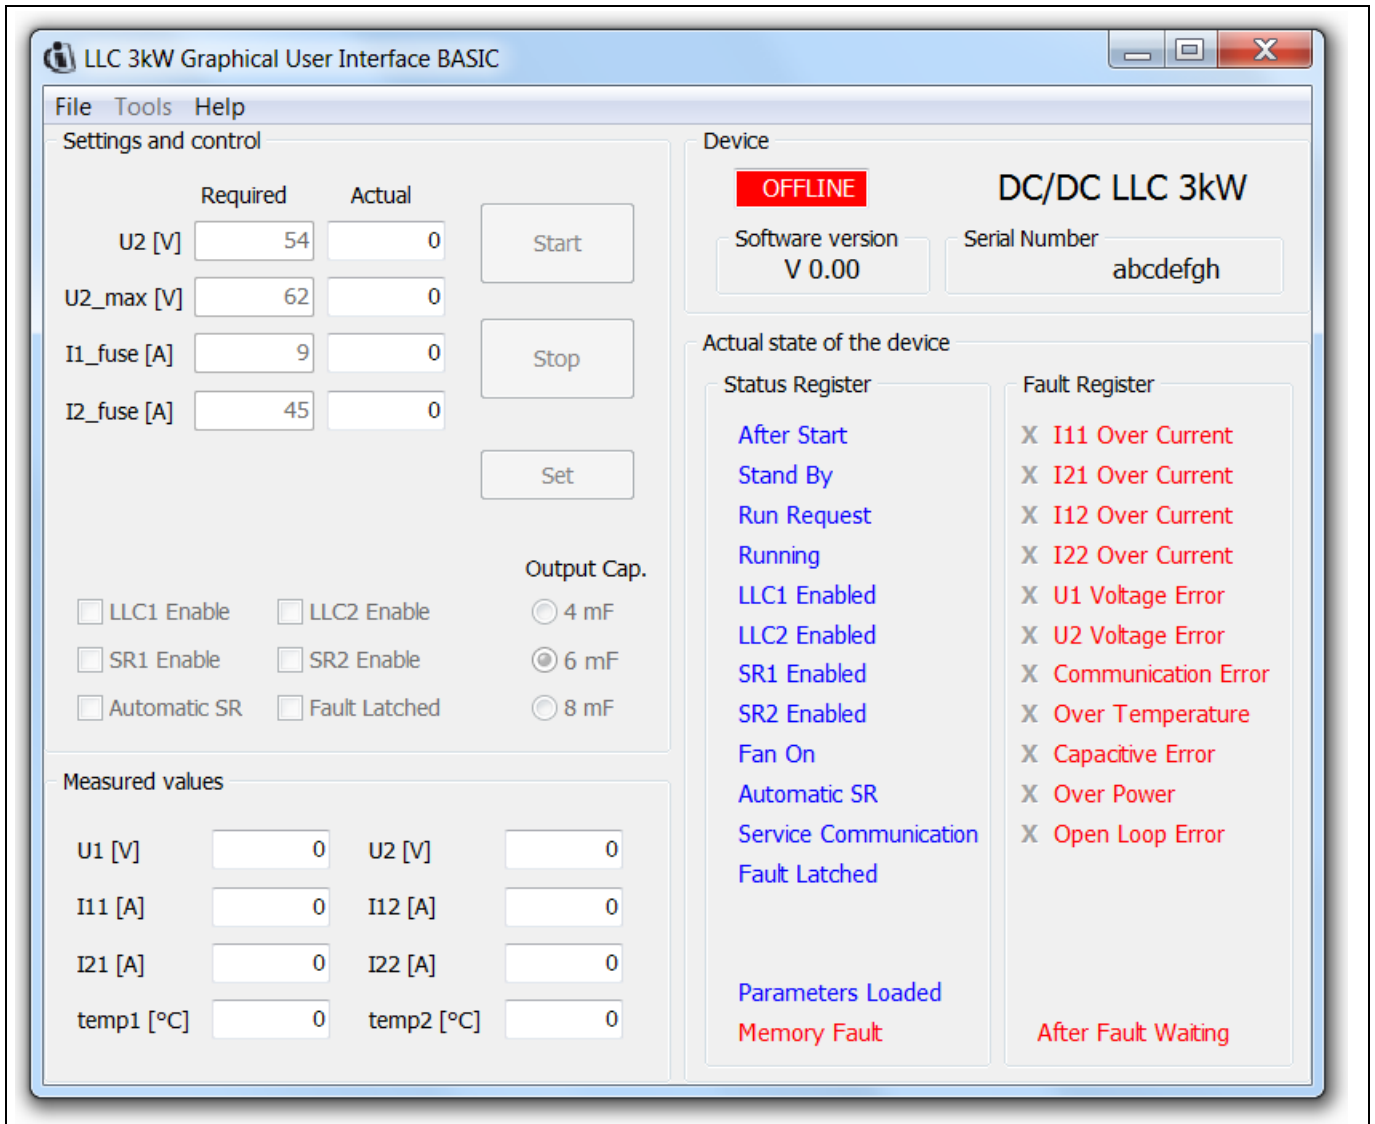 LLC 3kW Graphical User Interface BASIC
File Tools Help
Settings and control
Required Actual
U2 [V] 54 0 Start
U2_max [V] 62 0
I1_fuse [A] 9 0 Stop
I2_fuse [A] 45 0
Set
Output Cap.
LLC1 Enable LLC2 Enable 4 mF
SR1 Enable SR2 Enable 6 mF
Automatic SR Fault Latched 8 mF
Measured values
U1 [V] 0 U2 [V] 0
I11 [A] 0 I12 [A] 0
I21 [A] 0 I22 [A] 0
temp1 [°C] 0 temp2 [°C] 0
Device
OFFLINE DC/DC LLC 3kW
Software version Serial Number
V 0.00 abcdefgh
Actual state of the device
Status Register
After Start
Stand By
Run Request
Running
LLC1 Enabled
LLC2 Enabled
SR1 Enabled
SR2 Enabled
Fan On
Automatic SR
Service Communication
Fault Latched
Parameters Loaded
Memory Fault
Fault Register
X I11 Over Current
X I21 Over Current
X I12 Over Current
X I22 Over Current
X U1 Voltage Error
X U2 Voltage Error
X Communication Error
X Over Temperature
X Capacitive Error
X Over Power
X Open Loop Error
After Fault Waiting